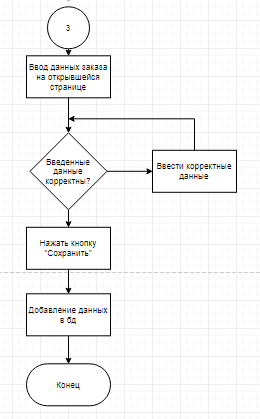 3
Ввод данных заказа
на открывшейся
странице
Введенные
данные
корректны?
Ввести корректные
данные
Нажать кнопку
"Сохранить"
Добавление данных
в бд
Конец